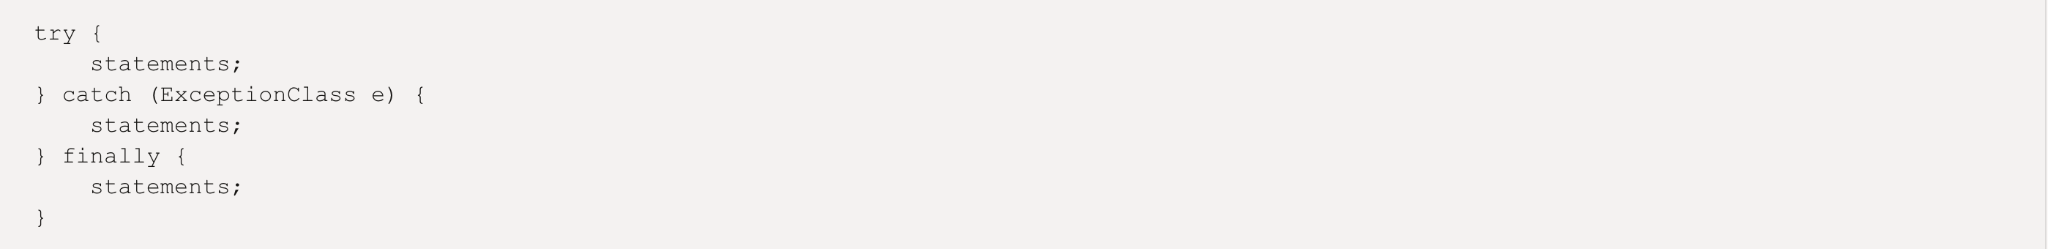 try {
    statements;
} catch (ExceptionClass e) {
    statements;
} finally {
    statements;
}